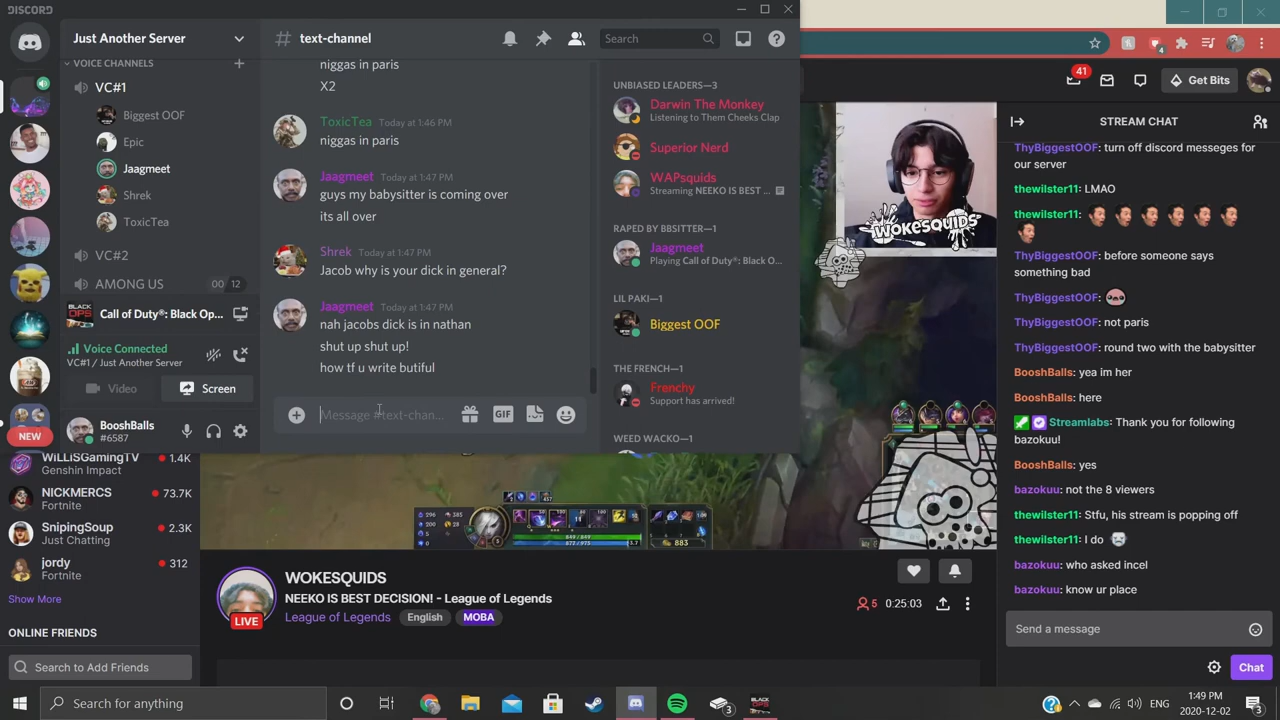 DISCORD
Just Another Server
# text-channel
Search
VOICE CHANNELS
VC#1
Biggest OOF
Epic
Jaagmeet
Shrek
ToxicTea
VC#2
AMONG US
00 12
BLACK OPS
Call of Duty®: Black Op...
Voice Connected
VC#1 / Just Another Server
Video
Screen
BooshBalls
#6587
NEW
niggas in paris
X2
ToxicTea Today at 1:46 PM
niggas in paris
Jaagmeet Today at 1:47 PM
guys my babysitter is coming over
its all over
Shrek Today at 1:47 PM
Jacob why is your dick in general?
Jaagmeet Today at 1:47 PM
nah jacobs dick is in nathan
shut up shut up!
how tf u write butiful
Message #text-chan...
GIF
UNBIASED LEADERS—3
Darwin The Monkey
Listening to Them Cheeks Clap
Superior Nerd
WAPsquids
Streaming NEEKO IS BEST ...
RAPED BY BBSITTER—1
Jaagmeet
Playing Call of Duty®: Black O...
LIL PAKI—1
Biggest OOF
THE FRENCH—1
Frenchy
Support has arrived!
WEED WACKO—1
4
41
Get Bits
STREAM CHAT
ThyBiggestOOF: turn off discord messeges for
our server
thewilster11: LMAO
thewilster11:
ThyBiggestOOF: before someone says
something bad
ThyBiggestOOF:
ThyBiggestOOF: not paris
ThyBiggestOOF: round two with the babysitter
BooshBalls: yea im her
BooshBalls: here
Streamlabs: Thank you for following
bazokuu!
BooshBalls: yes
bazokuu: not the 8 viewers
thewilster11: Stfu, his stream is popping off
thewilster11: I do
bazokuu: who asked incel
bazokuu: know ur place
Send a message
Chat
WOKESQUIDS
WiLLiSGamingTV
Genshin Impact
1.4K
NICKMERCS
Fortnite
73.7K
SnipingSoup
Just Chatting
2.3K
jordy
Fortnite
312
Show More
ONLINE FRIENDS
Search to Add Friends
849/849
872/975
883
LIVE
WOKESQUIDS
NEEKO IS BEST DECISION! - League of Legends
League of Legends
English
MOBA
5
0:25:03
Search for anything
3
ENG
1:49 PM
2020-12-02
3